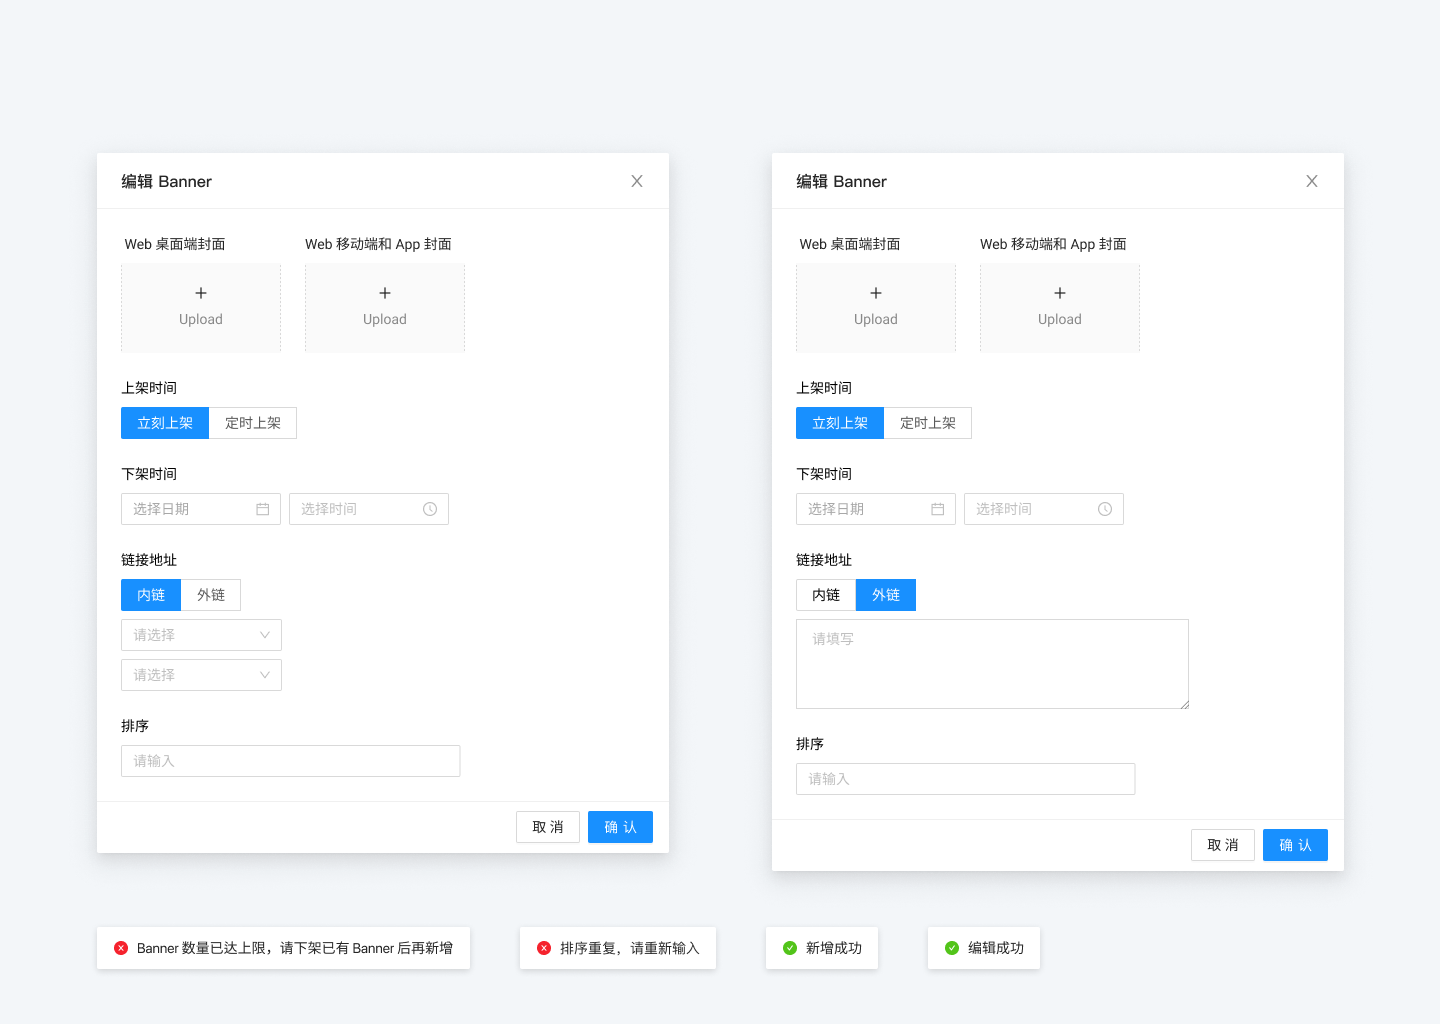 编辑 Banner
Web 桌面端封面
Web 移动端和 App 封面
Upload
Upload
上架时间
立刻上架
定时上架
下架时间
选择日期
选择时间
链接地址
内链
外链
请选择
请选择
排序
请输入
取 消
确 认
编辑 Banner
Web 桌面端封面
Web 移动端和 App 封面
Upload
Upload
上架时间
立刻上架
定时上架
下架时间
选择日期
选择时间
链接地址
内链
外链
请填写
排序
请输入
取 消
确 认
Banner 数量已达上限，请下架已有 Banner 后再新增
排序重复，请重新输入
新增成功
编辑成功